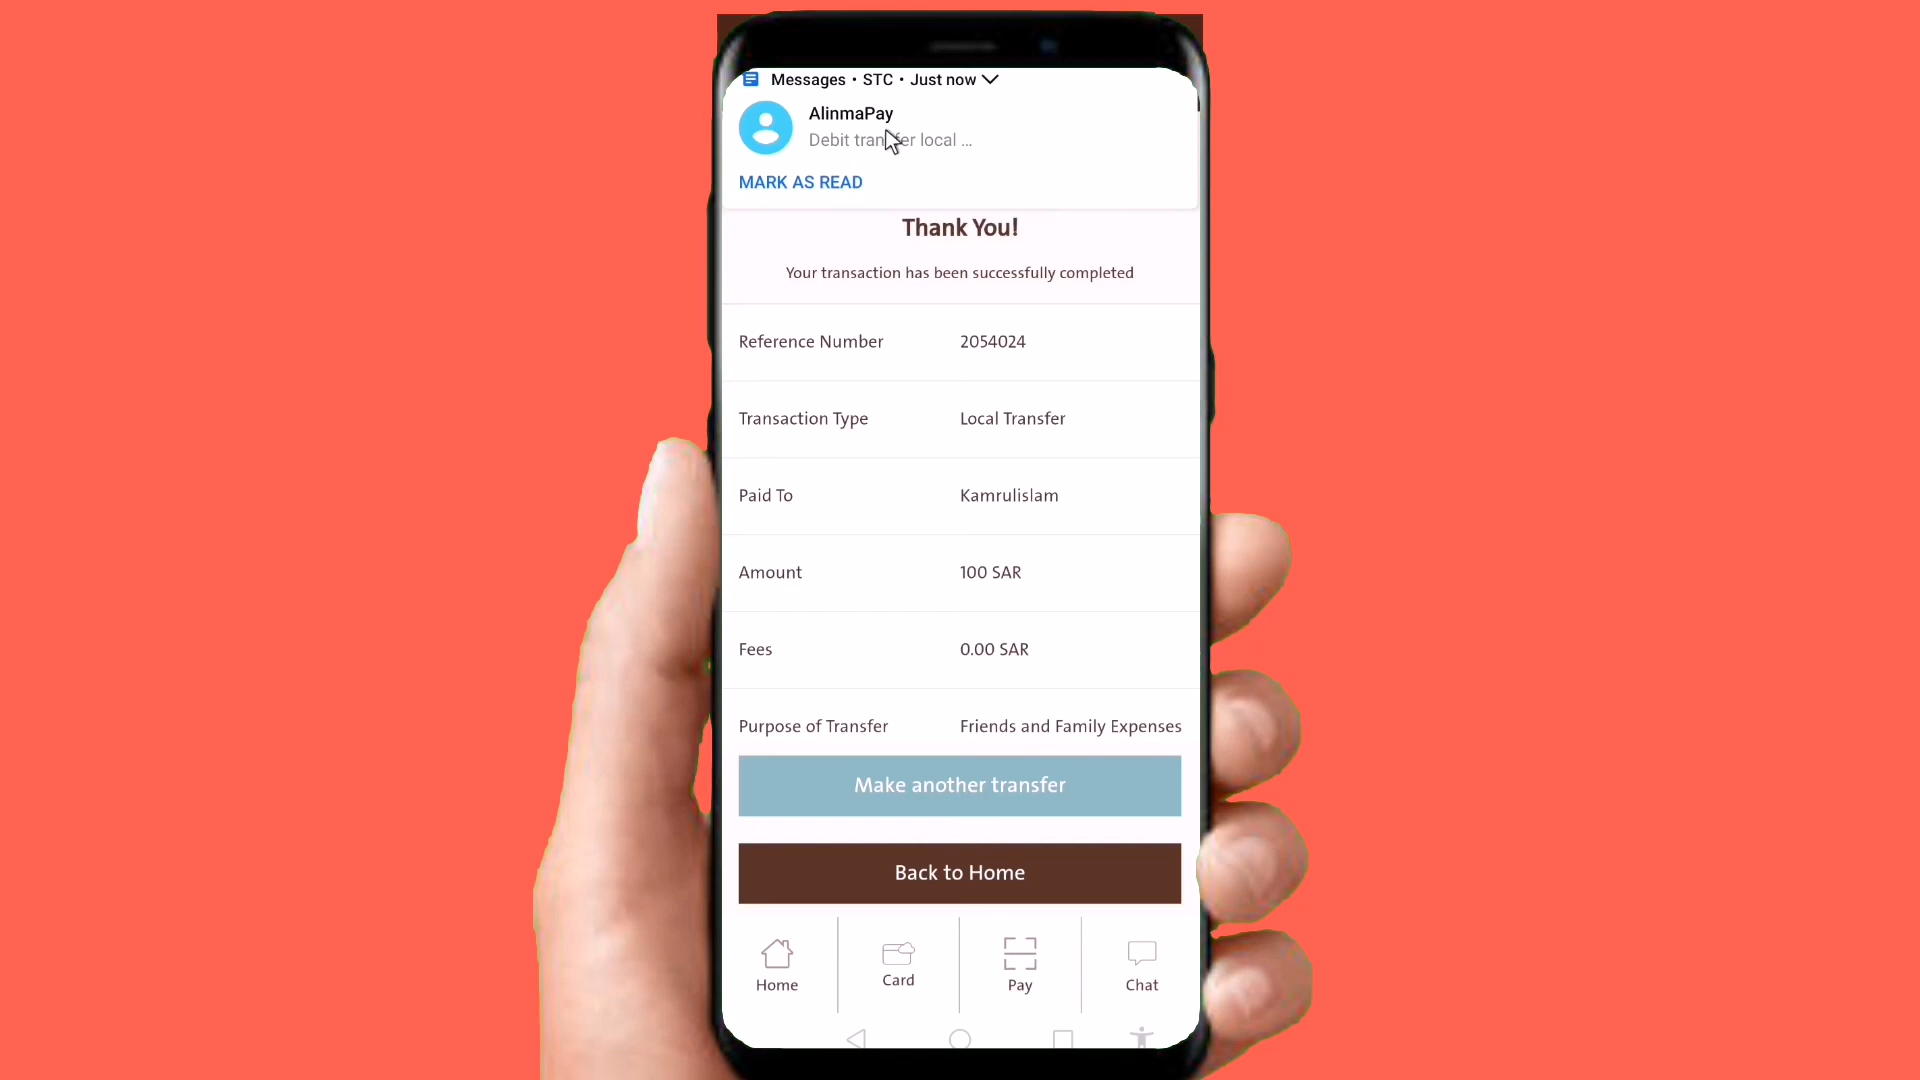 Messages • STC • Just now
AlinmaPay
Debit transfer local ...
MARK AS READ
Thank You!
Your transaction has been successfully completed
Reference Number 2054024
Transaction Type Local Transfer
Paid To Kamrulislam
Amount 100 SAR
Fees 0.00 SAR
Purpose of Transfer Friends and Family Expenses
Make another transfer
Back to Home
Home Card Pay Chat